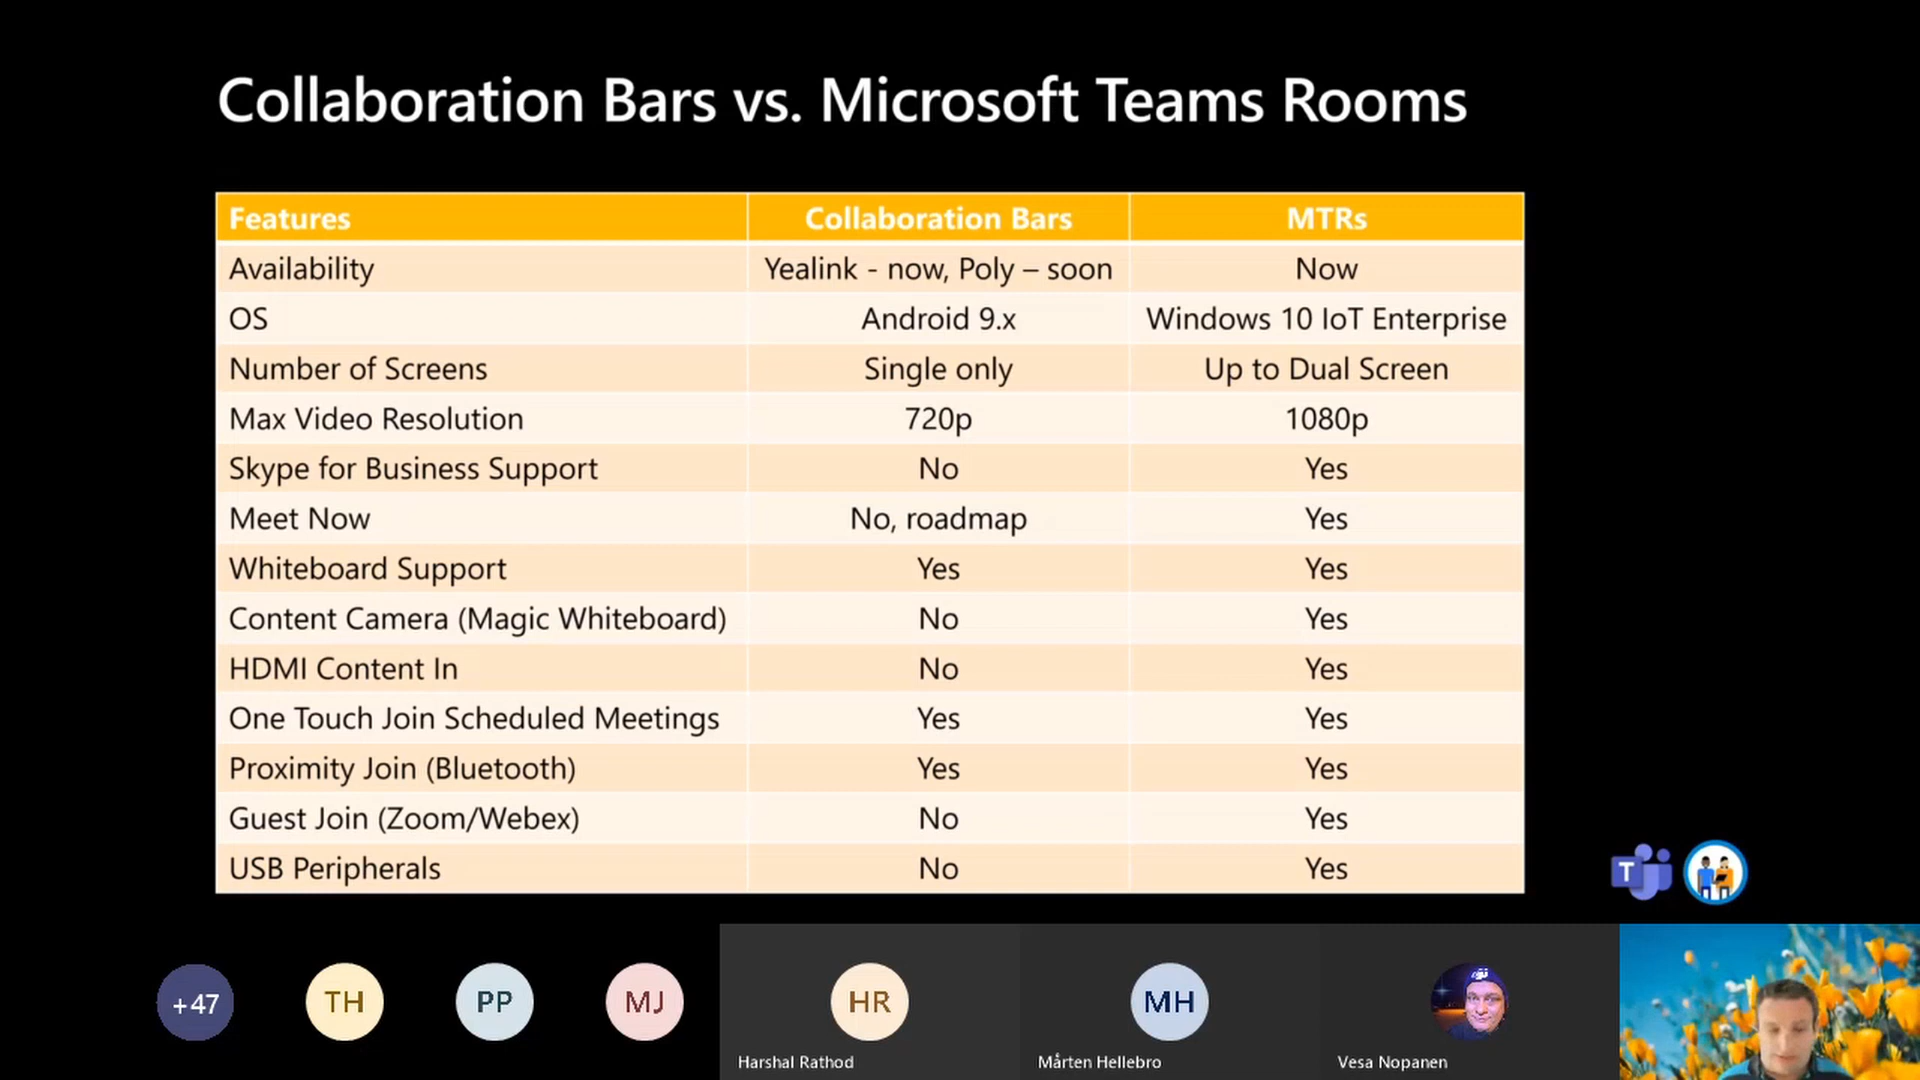 Collaboration Bars vs. Microsoft Teams Rooms
Features Collaboration Bars MTRs
Availability Yealink - now, Poly – soon Now
OS Android 9.x Windows 10 IoT Enterprise
Number of Screens Single only Up to Dual Screen
Max Video Resolution 720p 1080p
Skype for Business Support No Yes
Meet Now No, roadmap Yes
Whiteboard Support Yes Yes
Content Camera (Magic Whiteboard) No Yes
HDMI Content In No Yes
One Touch Join Scheduled Meetings Yes Yes
Proximity Join (Bluetooth) Yes Yes
Guest Join (Zoom/Webex) No Yes
USB Peripherals No Yes
T
+47 TH PP MJ HR MH
Harshal Rathod Mårten Hellebro Vesa Nopanen